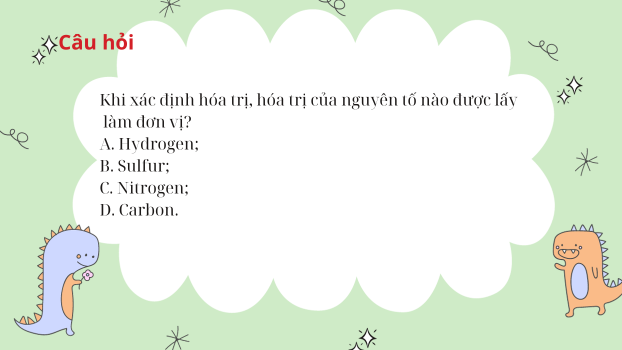 Câu hỏi
Khi xác định hóa trị, hóa trị của nguyên tố nào được lấy
làm đơn vị?
A. Hydrogen;
B. Sulfur;
C. Nitrogen;
D. Carbon.